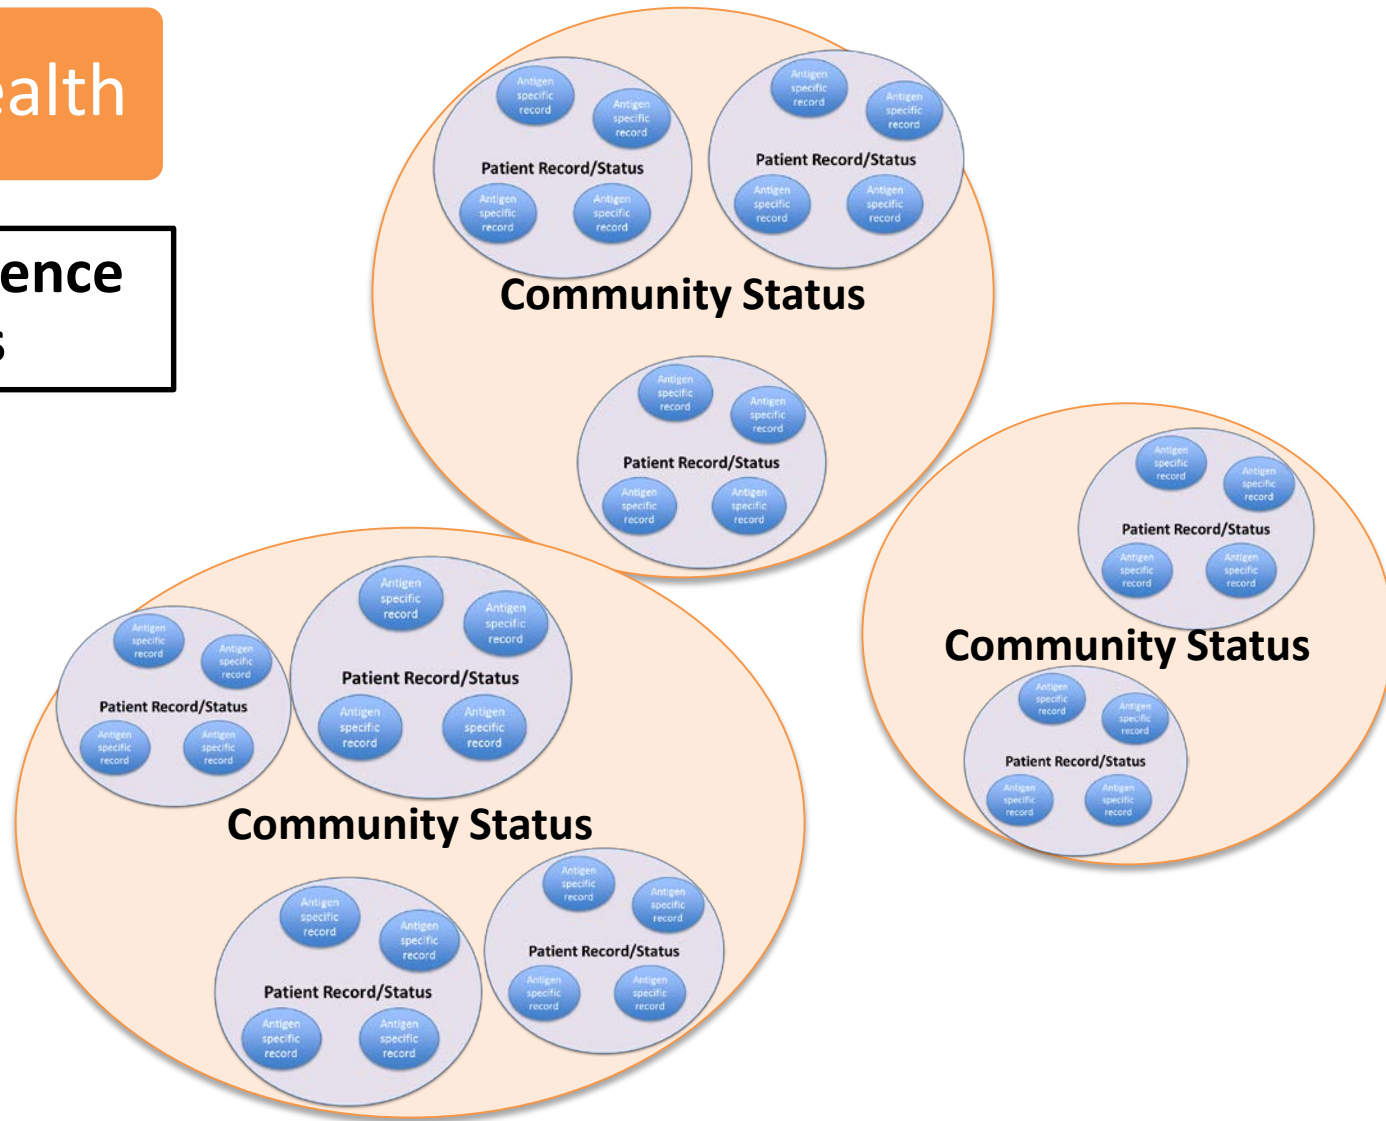 ealth
ence
s
Antigen
specific
record
Antigen
specific
record
Patient Record/Status
Antigen
specific
record
Antigen
specific
record
Antigen
specific
record
Antigen
specific
record
Patient Record/Status
Antigen
specific
record
Antigen
specific
record
Community Status
Antigen
specific
record
Antigen
specific
record
Patient Record/Status
Antigen
specific
record
Antigen
specific
record
Antigen
specific
record
Antigen
specific
record
Patient Record/Status
Antigen
specific
record
Antigen
specific
record
Community Status
Antigen
specific
record
Antigen
specific
record
Patient Record/Status
Antigen
specific
record
Antigen
specific
record
Antigen
specific
record
Antigen
specific
record
Patient Record/Status
Antigen
specific
record
Antigen
specific
record
Antigen
specific
record
Antigen
specific
record
Patient Record/Status
Antigen
specific
record
Antigen
specific
record
Community Status
Antigen
specific
record
Antigen
specific
record
Patient Record/Status
Antigen
specific
record
Antigen
specific
record
Antigen
specific
record
Antigen
specific
record
Patient Record/Status
Antigen
specific
record
Antigen
specific
record